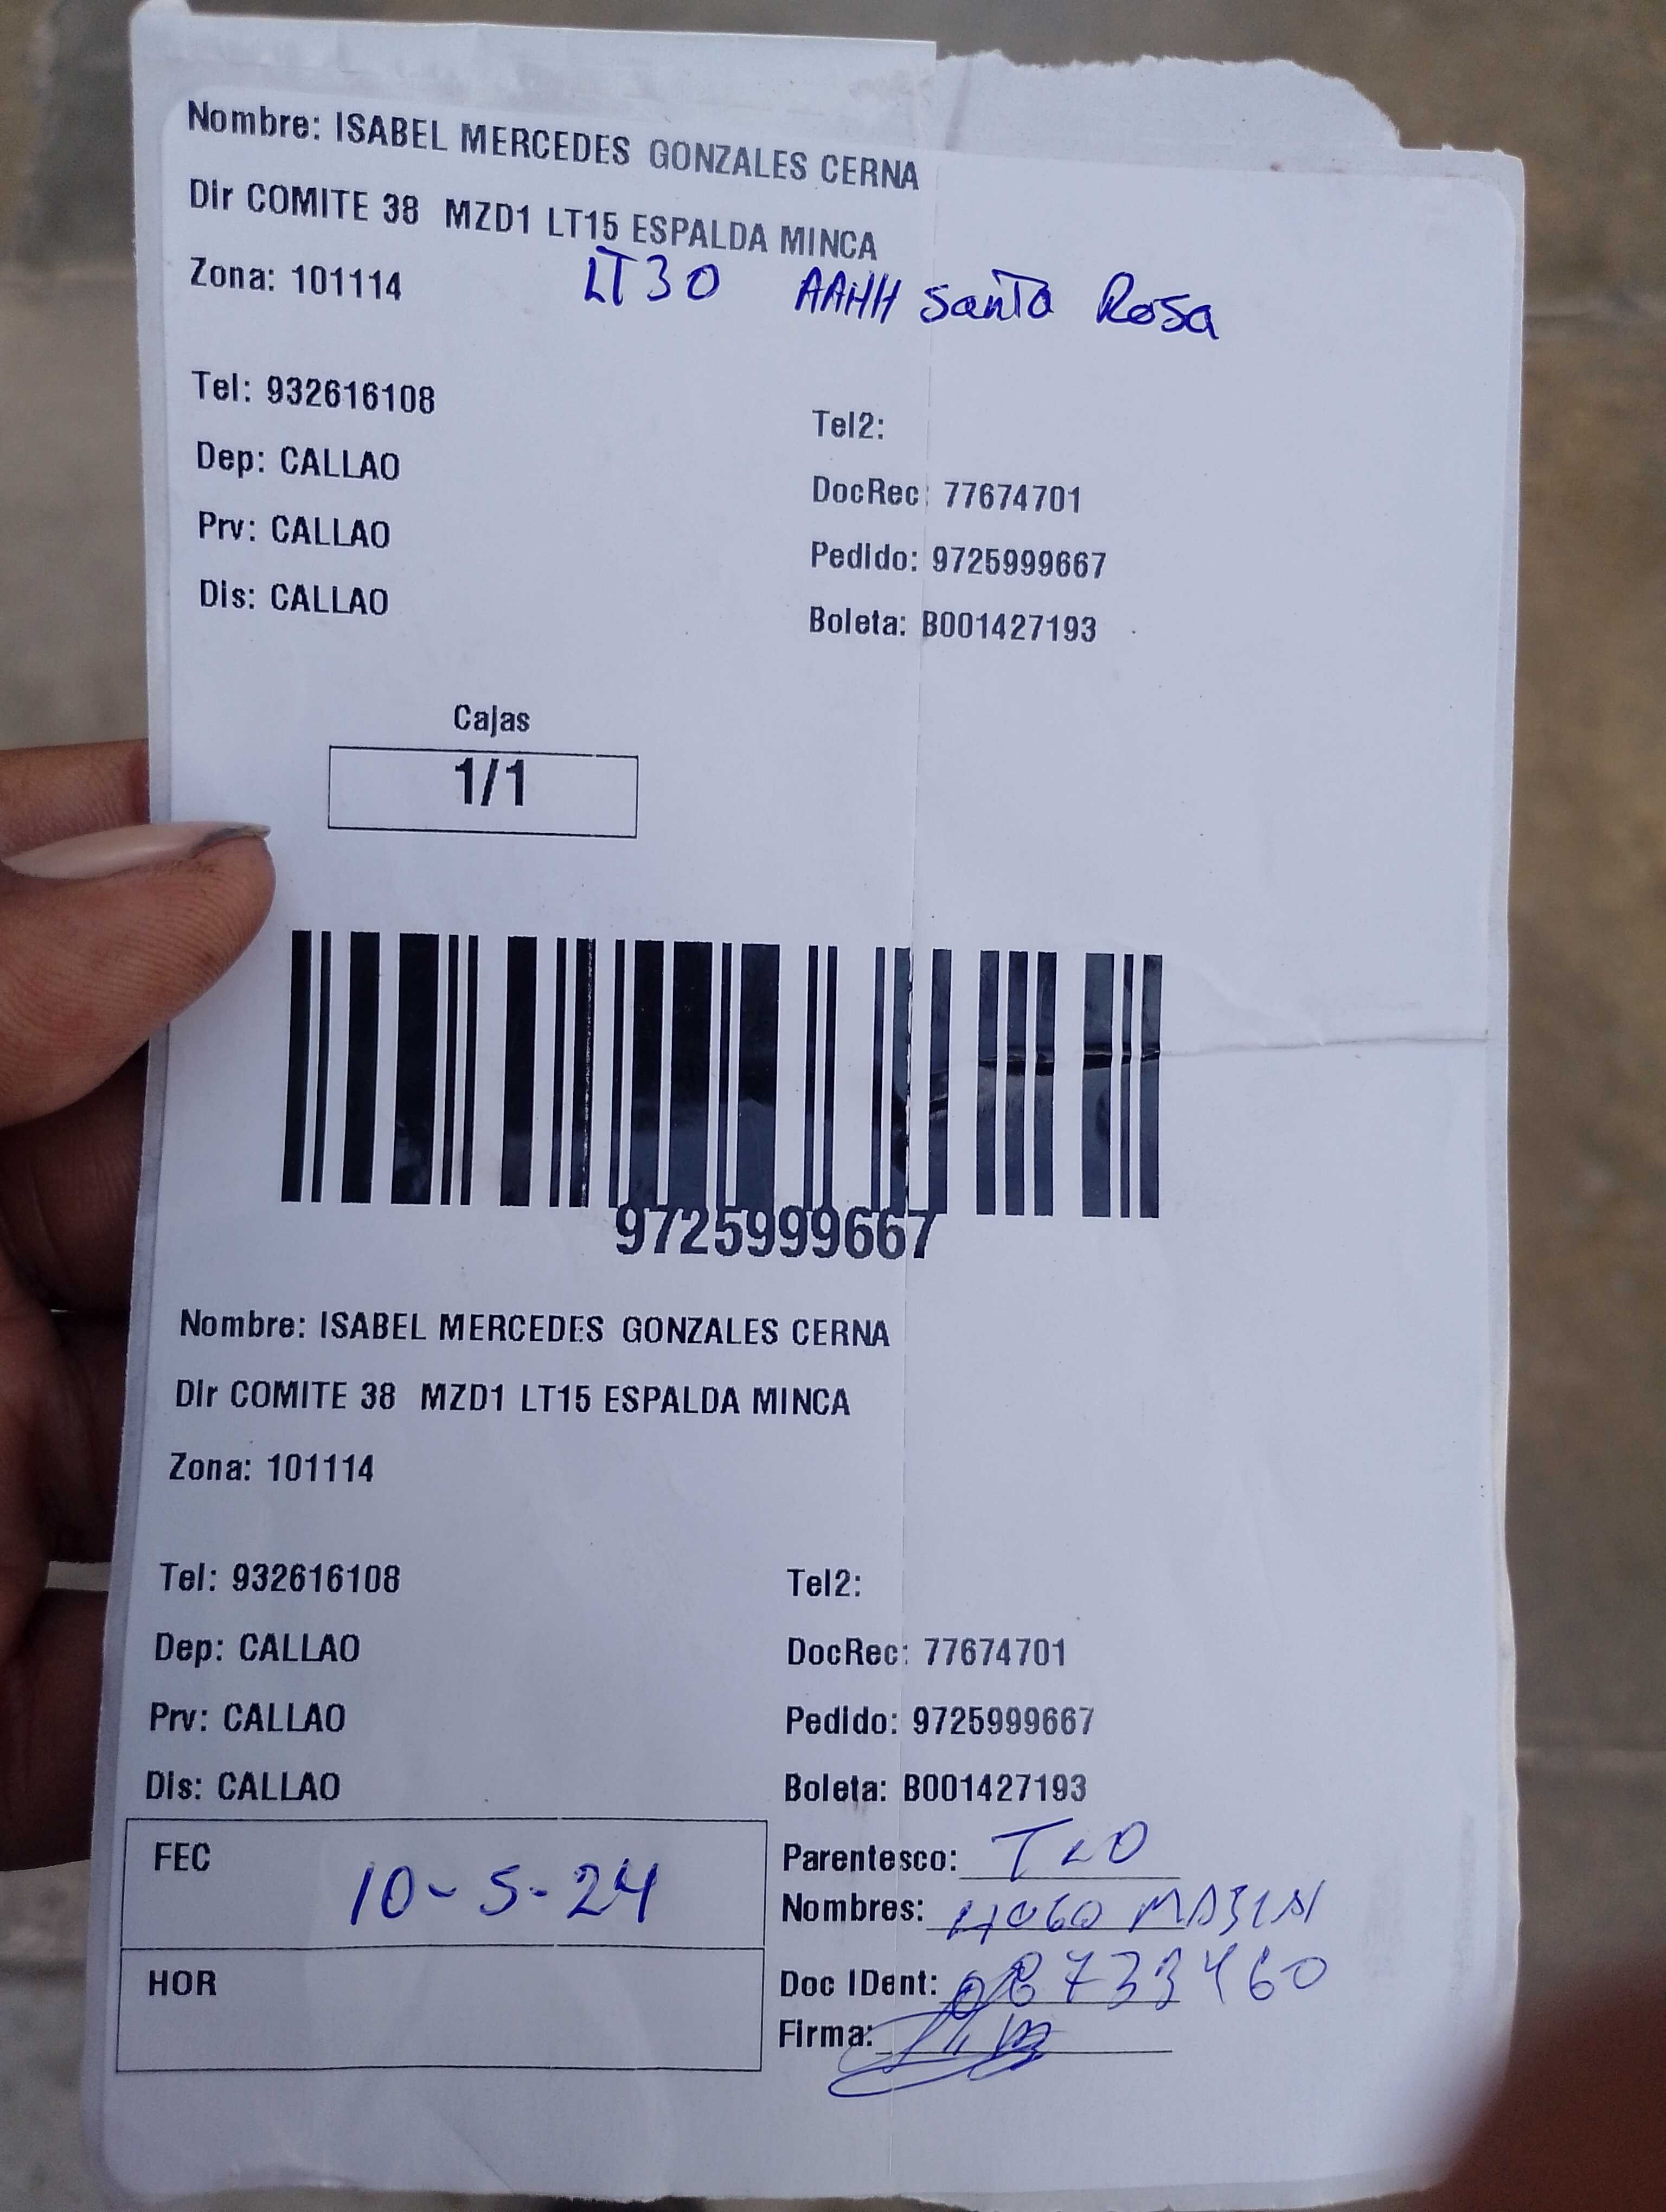 Nombre: ISABEL MERCEDES GONZALES CERNA
Dir COMITE 38 MZD1 LT15 ESPALDA MINCA
Zona: 101114
LT30 AAHH Santa Rosa
Tel: 932616108
Tel2:
Dep: CALLAO
DocRec: 77674701
Prv: CALLAO
Pedido: 9725999667
Dis: CALLAO
Boleta: B001427193
Cajas
1/1
9725999667
Nombre: ISABEL MERCEDES GONZALES CERNA
Dir COMITE 38 MZD1 LT15 ESPALDA MINCA
Zona: 101114
Tel: 932616108
Tel2:
Dep: CALLAO
DocRec: 77674701
Prv: CALLAO
Pedido: 9725999667
Dis: CALLAO
Boleta: B001427193
FEC 10-5-24
Parentesco:
Nombres: HUGO
HOR
Doc IDent: 08733460
Firma: